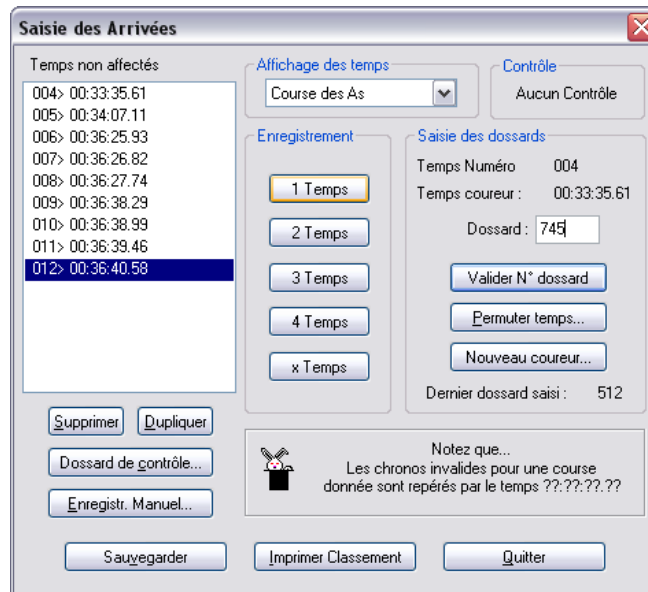 Saisie des Arrivées
Temps non affectés
004> 00:33:35.61
005> 00:34:07.11
006> 00:36:25.93
007> 00:36:26.82
008> 00:36:27.74
009> 00:36:38.29
010> 00:36:38.99
011> 00:36:39.46
012> 00:36:40.58
Supprimer
Dupliquer
Dossard de contrôle...
Enregistr. Manuel...
Affichage des temps
Course des As
Contrôle
Aucun Contrôle
Enregistrement
1 Temps
2 Temps
3 Temps
4 Temps
x Temps
Saisie des dossards
Temps Numéro 004
Temps coureur : 00:33:35.61
Dossard : 745
Valider N° dossard
Permuter temps...
Nouveau coureur...
Dernier dossard saisi : 512
Notez que...
Les chronos invalides pour une course
donnée sont repérés par le temps ??:??:??.??
Sauvegarder
Imprimer Classement
Quitter